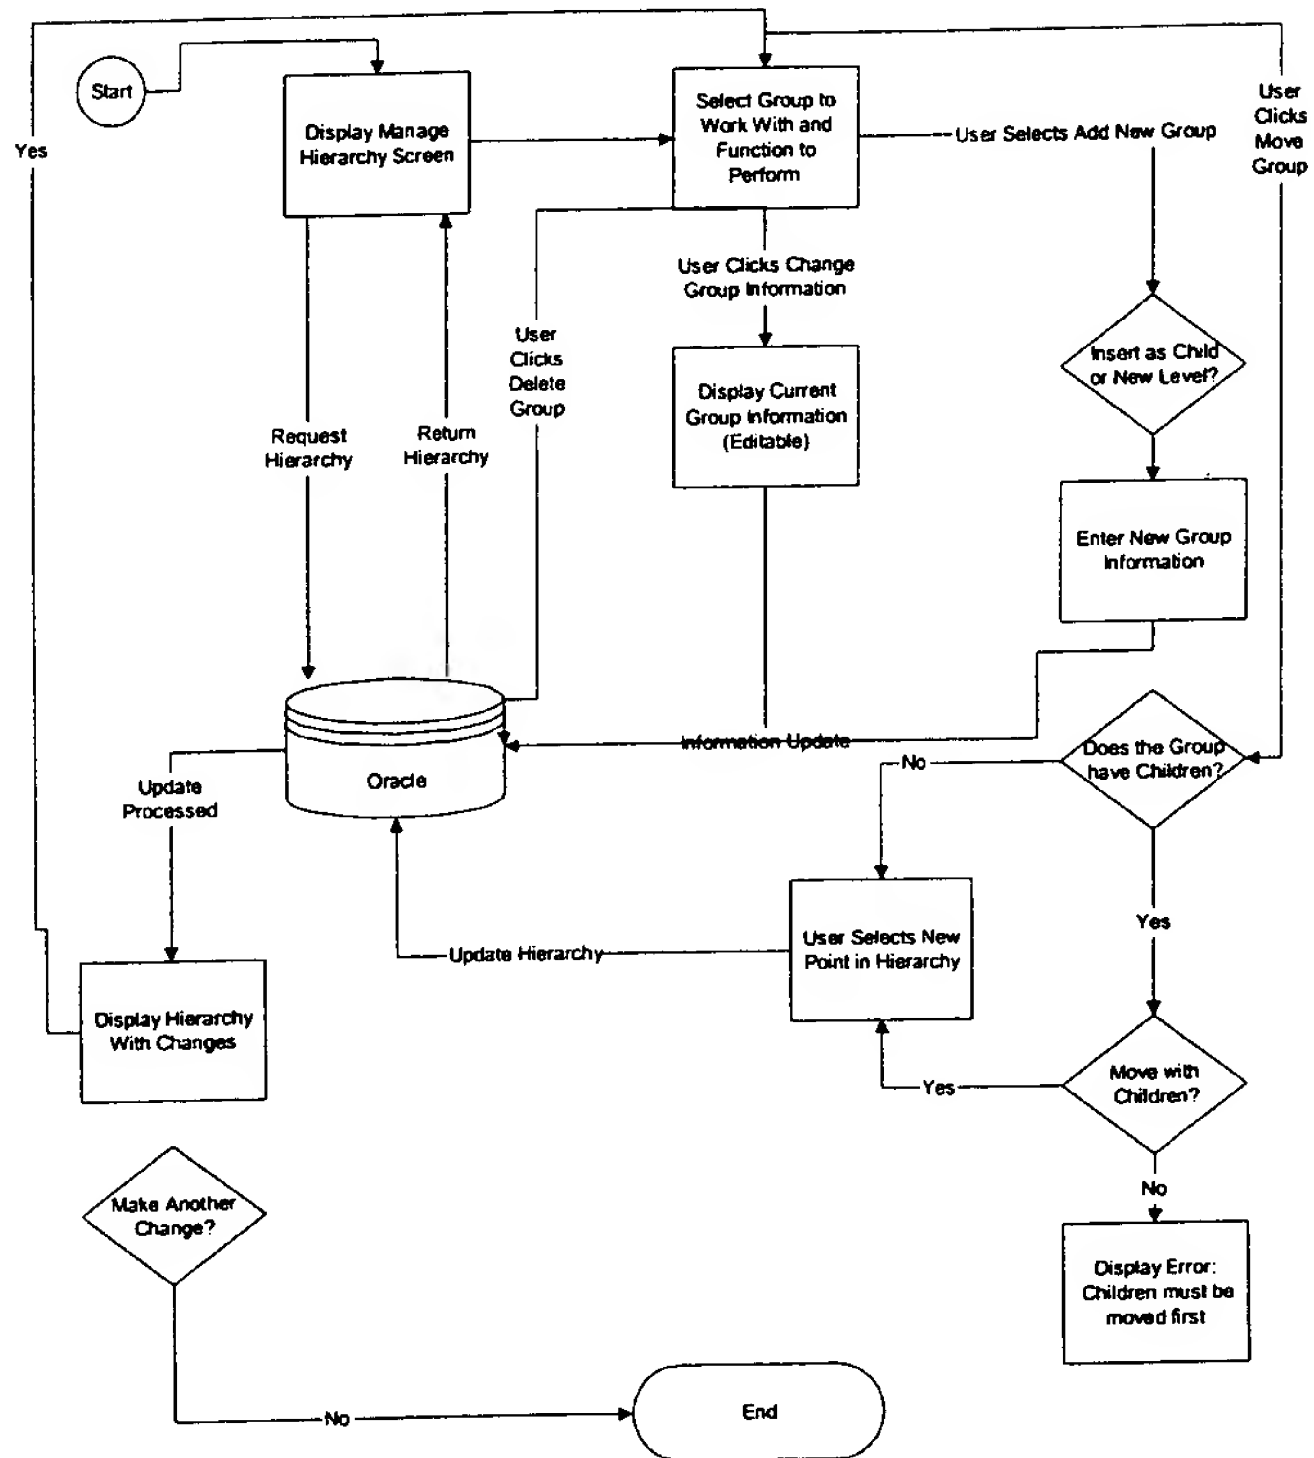 Start
Display Manage
Hierarchy Screen
Select Group to
Work With and
Function to
Perform
User Selects Add New Group
User
Clicks
Move
Group
Yes
User Clicks Change
Group Information
Insert as Child
or New Level?
User
Clicks
Delete
Group
Display Current
Group Information
(Editable)
Request
Hierarchy
Return
Hierarchy
Enter New Group
Information
Information Update
Does the Group
have Children?
No
Oracle
Update
Processed
Yes
User Selects New
Point in Hierarchy
Update Hierarchy
Display Hierarchy
With Changes
Move with
Children?
Yes
No
Make Another
Change?
Display Error:
Children must be
moved first
No
End